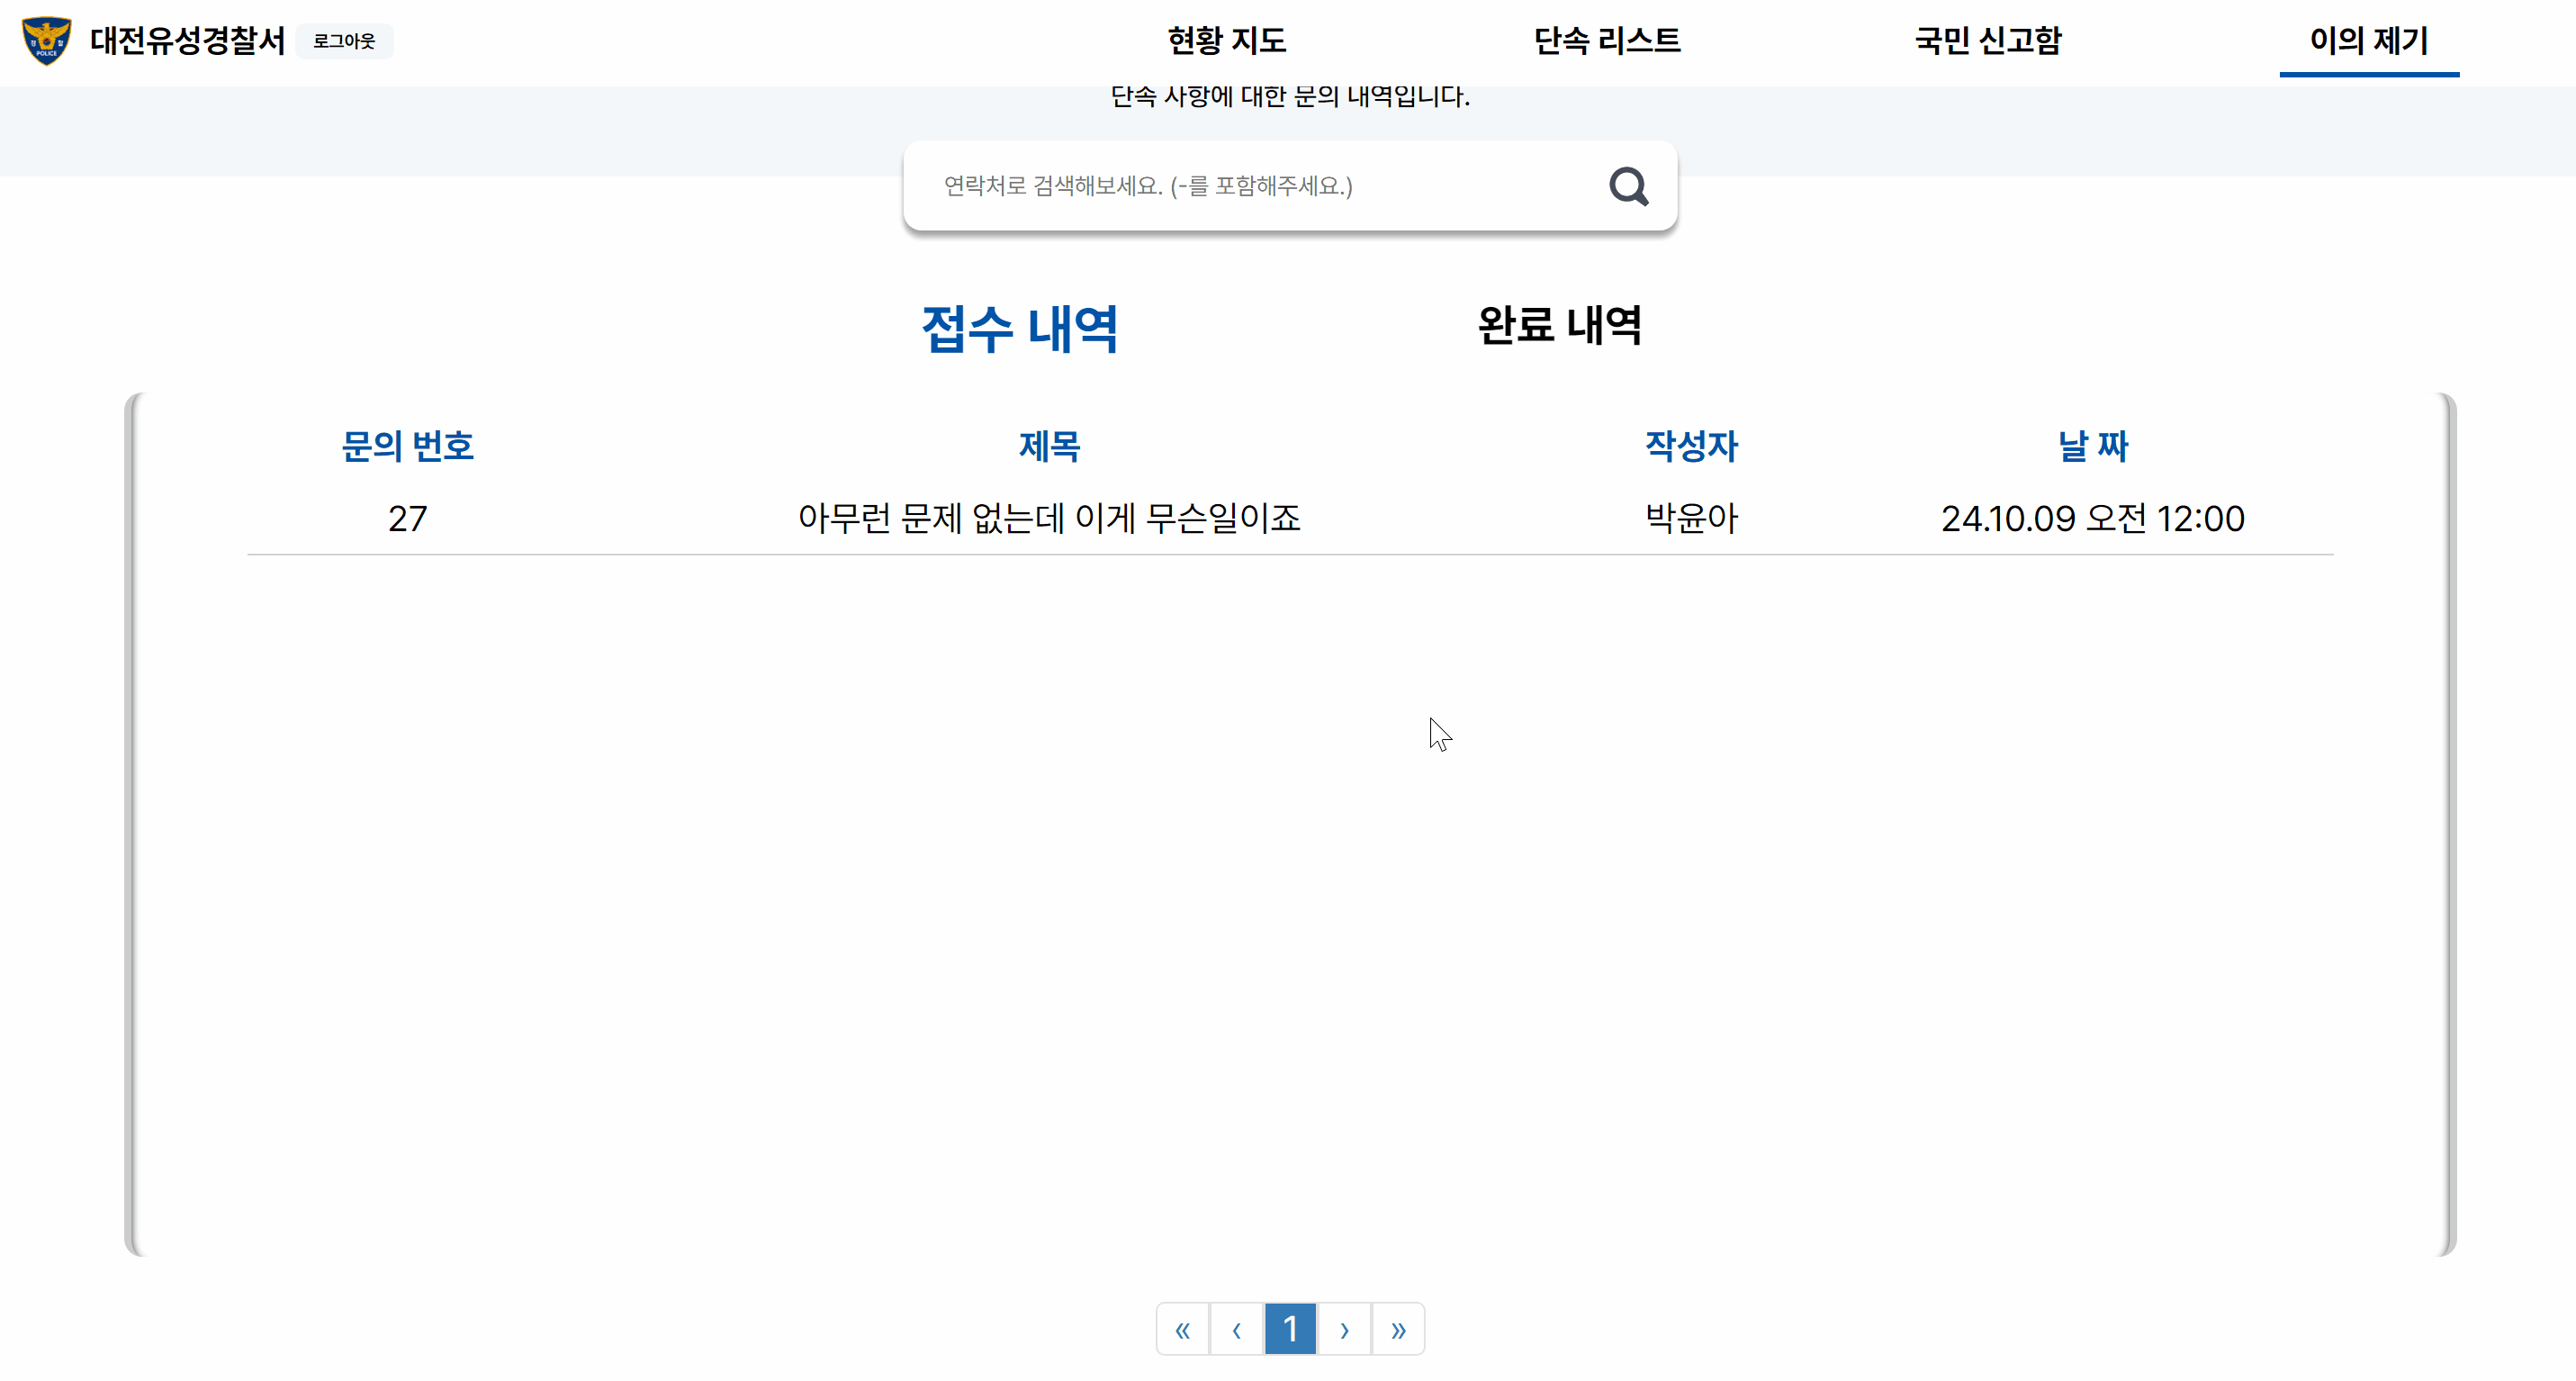 경찰
POLICE
대전유성경찰서 로그아웃 현황 지도 단속 리스트 국민 신고함 이의 제기
단속 사항에 대한 문의 내역입니다.
연락처로 검색해보세요. (-를 포함해주세요.)
접수 내역 완료 내역
문의 번호 제목 작성자 날 짜
27 아무런 문제 없는데 이게 무슨일이죠 박윤아 24.10.09 오전 12:00
« ‹ 1 › »